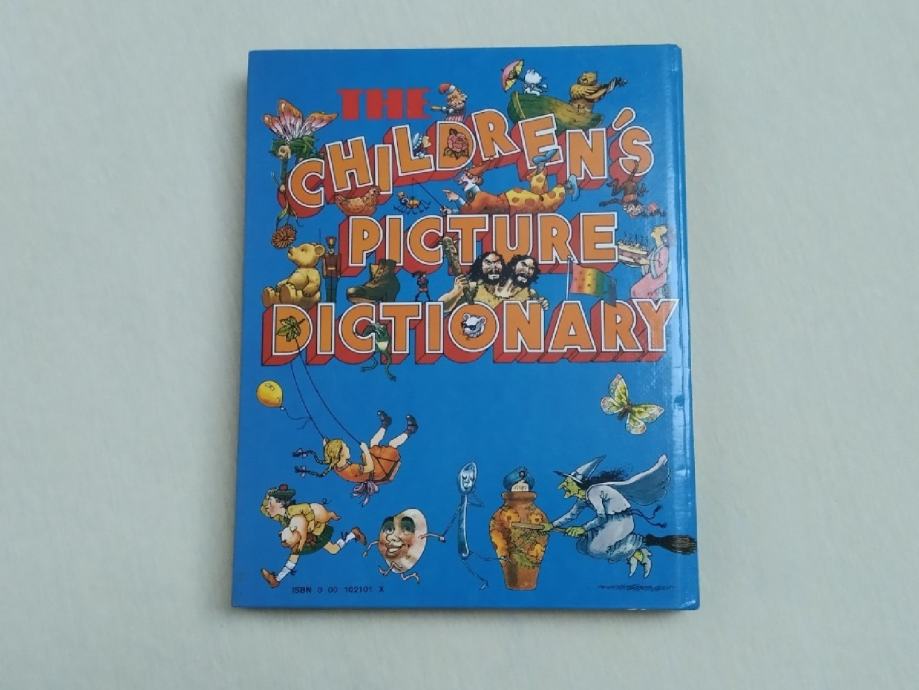 THE
CHILDREN'S
PICTURE
DICTIONARY
ISBN 0 00 102101 X